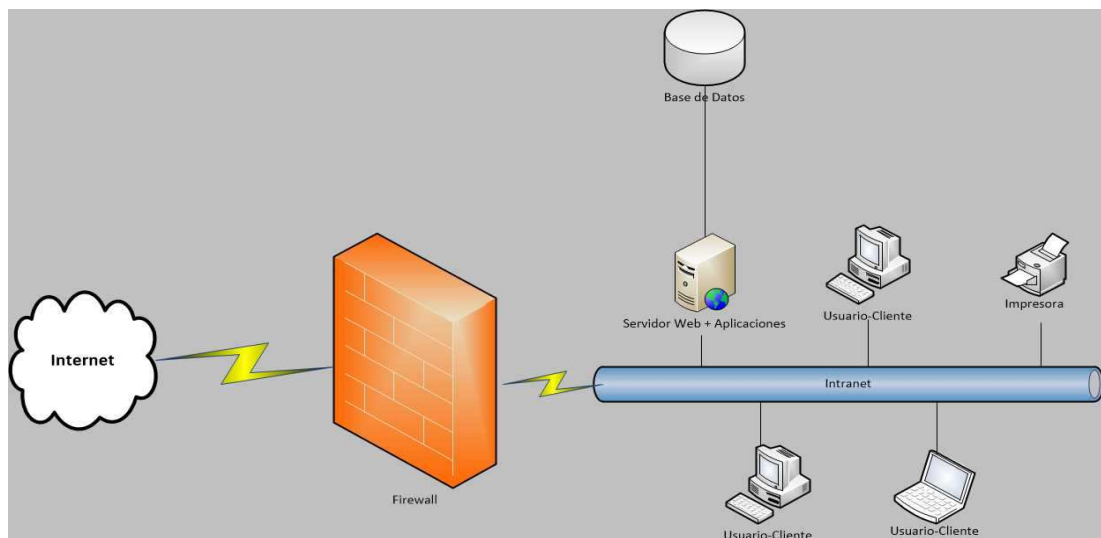 Base de Datos
Servidor Web + Aplicaciones
Usuario-Cliente
Impresora
Internet
Intranet
Firewall
Usuario-Cliente
Usuario-Cliente